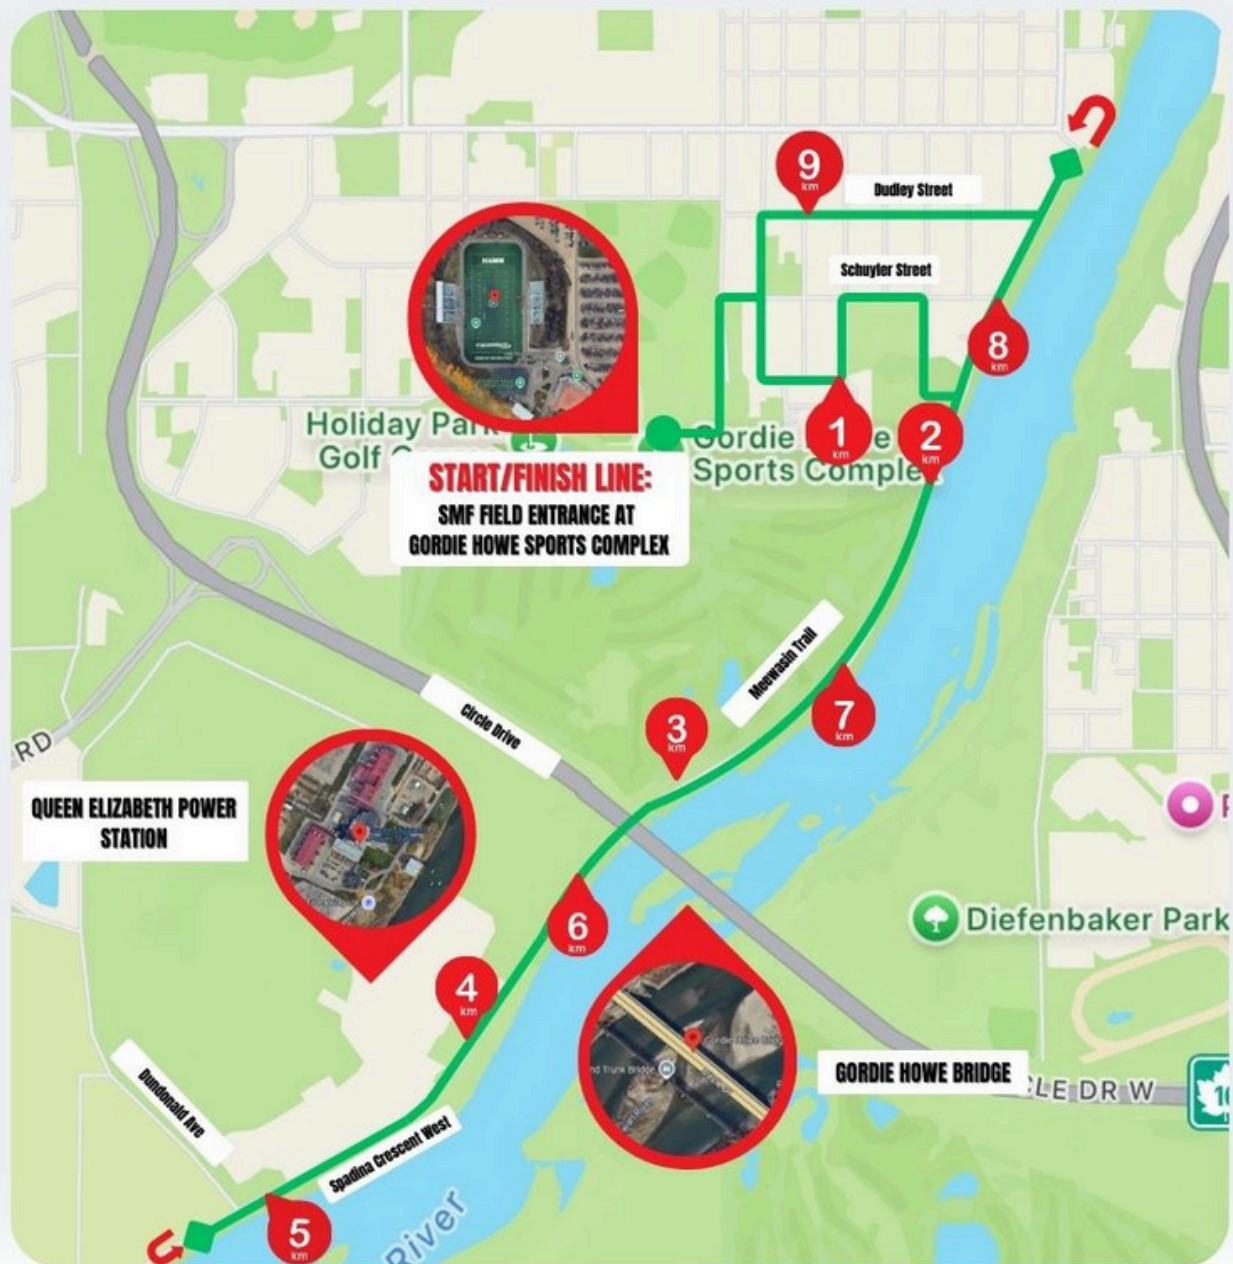 9
km
Dudley Street
Schuyler Street
8
km
Holiday Park
Golf
1
km
2
km
Gordie
Sports Complex
START/FINISH LINE:
SMF FIELD ENTRANCE AT
GORDIE HOWE SPORTS COMPLEX
Meewasin Trail
3
km
7
km
Circle Drive
RD
QUEEN ELIZABETH POWER
STATION
6
km
Diefenbaker Park
4
km
GORDIE HOWE BRIDGE
CLE DR W
nd Trunk Bridge
Dundonald Ave
Spadina Crescent West
5
km
River